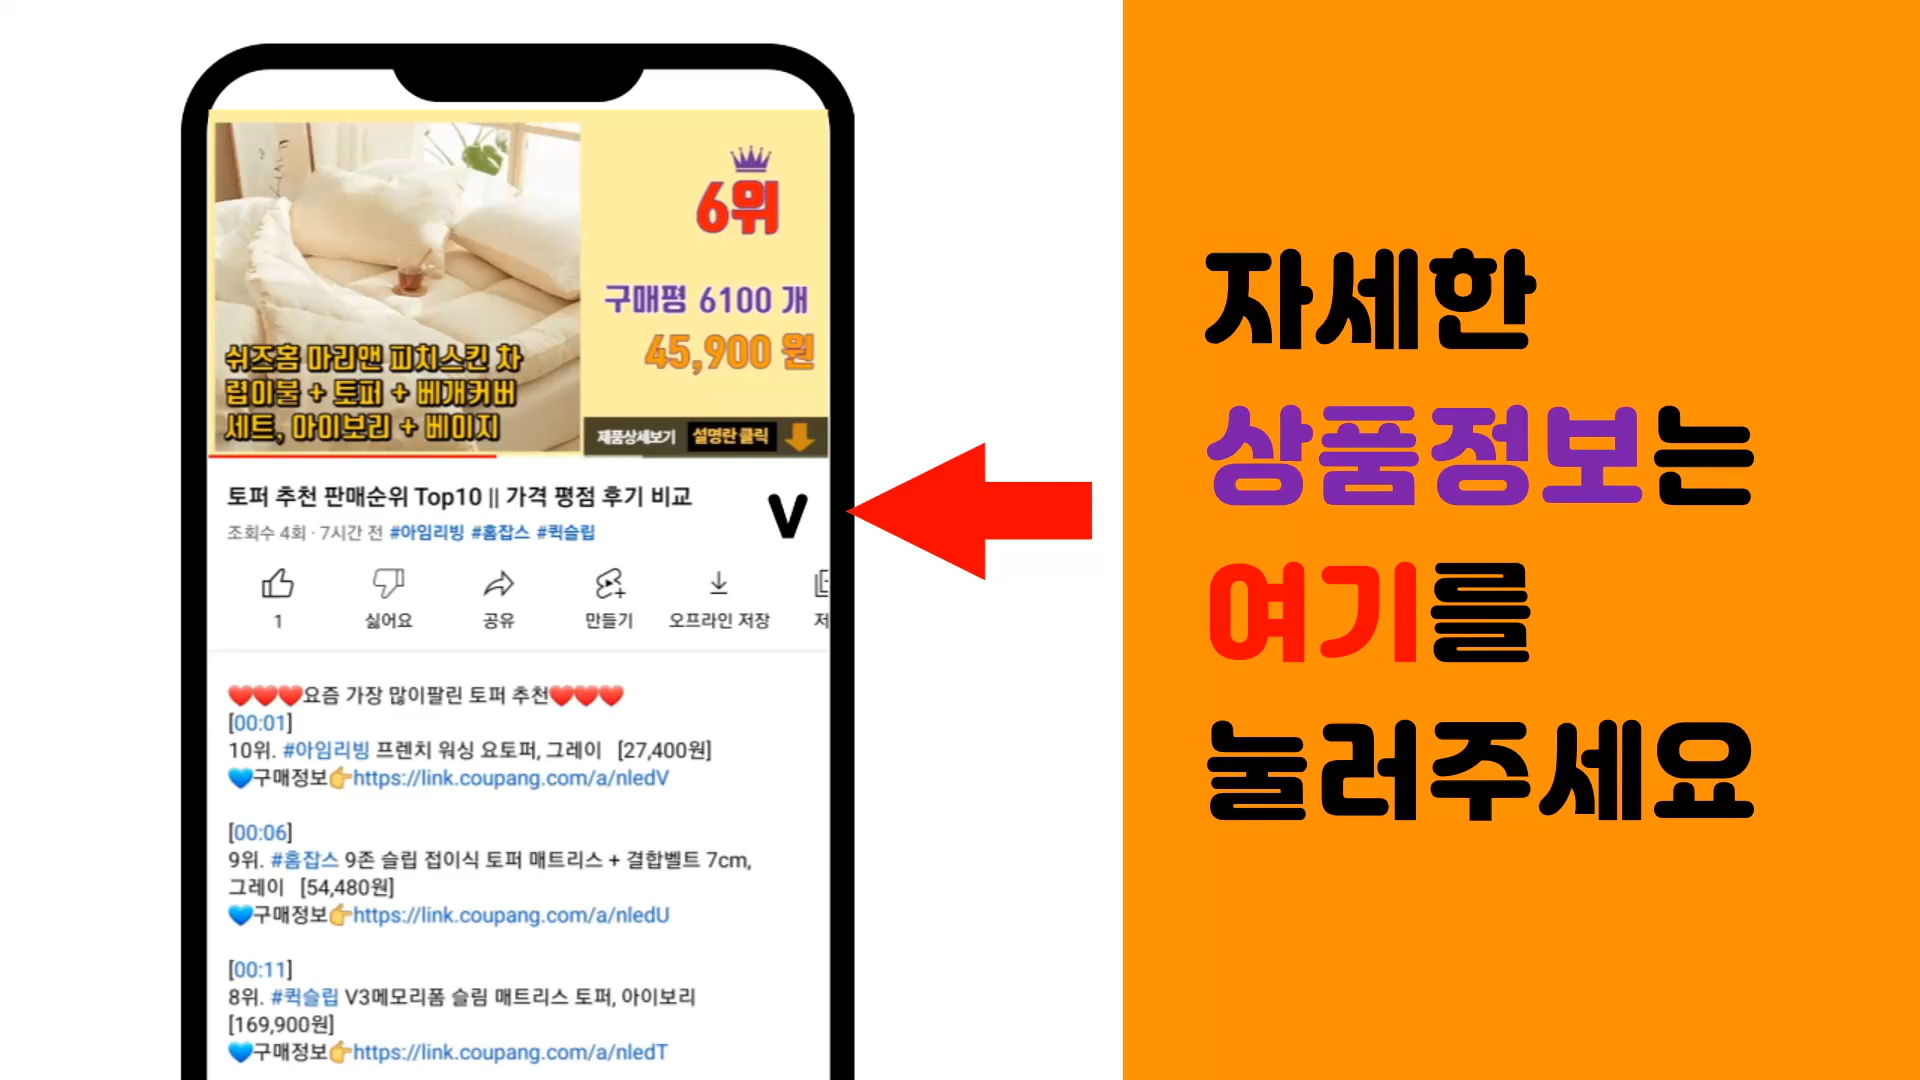 6위
구매평 6100 개
45,900 원
쉬즈홈 마리앤 피치스킨 차
렵이불 + 토퍼 + 베개커버
세트, 아이보리 + 베이지
제품상세보기 설명란 클릭
토퍼 추천 판매순위 Top10 || 가격 평점 후기 비교
V
조회수 4회 · 7시간 전 #아임리빙 #홈잡스 #퀵슬립
1 싫어요 공유 만들기 오프라인 저장 저
❤❤❤요즘 가장 많이팔린 토퍼 추천❤❤❤
[00:01]
10위. #아임리빙 프렌치 워싱 요토퍼, 그레이 [27,400원]
💙구매정보👉https://link.coupang.com/a/nledV
[00:06]
9위. #홈잡스 9존 슬립 접이식 토퍼 매트리스 + 결합벨트 7cm,
그레이 [54,480원]
💙구매정보👉https://link.coupang.com/a/nledU
[00:11]
8위. #퀵슬립 V3메모리폼 슬림 매트리스 토퍼, 아이보리
[169,900원]
💙구매정보👉https://link.coupang.com/a/nledT
자세한
상품정보는
여기를
눌러주세요